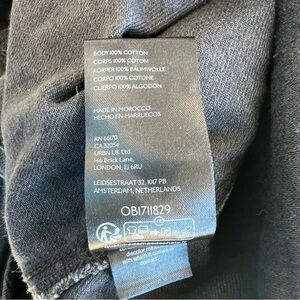 BODY 100% COTTON
CORPS 100% COTON
KÖRPER 100% BAUMWOLLE
CORPO 100% COTONE
CUERPO 100% ALGODÓN
MADE IN MOROCCO
HECHO EN MARRUECOS
RN 66170
CA 32054
URBN UK Ltd.
146 Brick Lane,
LONDON, E1 6RU
LEIDSESTRAAT 32, 1017 PB
AMSTERDAM, NETHERLANDS
OB1711829